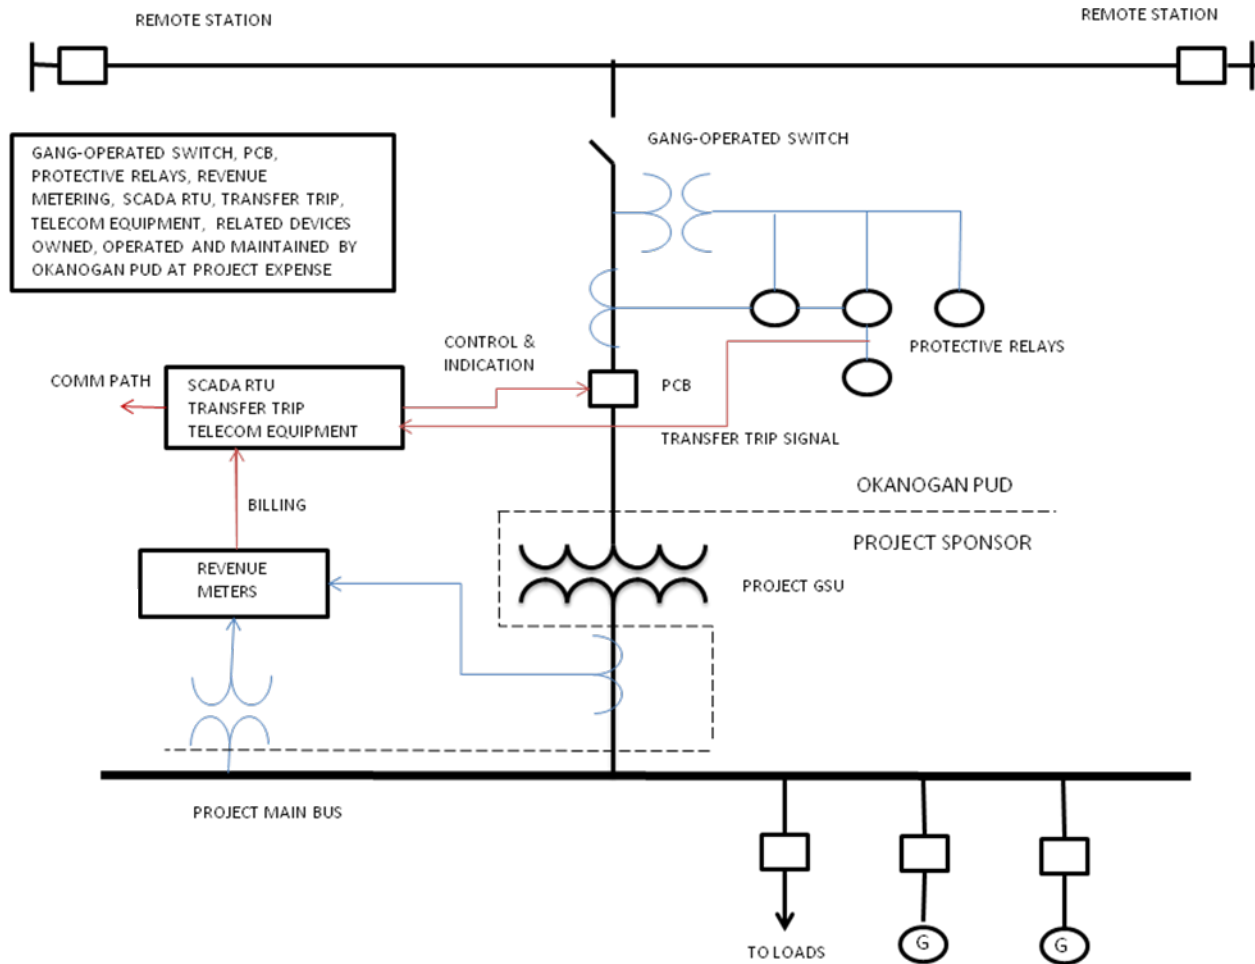 REMOTE STATION
REMOTE STATION
GANG-OPERATED SWITCH
GANG-OPERATED SWITCH, PCB,
PROTECTIVE RELAYS, REVENUE
METERING, SCADA RTU, TRANSFER TRIP,
TELECOM EQUIPMENT, RELATED DEVICES
OWNED, OPERATED AND MAINTAINED BY
OKANOGAN PUD AT PROJECT EXPENSE
CONTROL &
INDICATION
PROTECTIVE RELAYS
COMM PATH
SCADA RTU
TRANSFER TRIP
TELECOM EQUIPMENT
PCB
TRANSFER TRIP SIGNAL
BILLING
OKANOGAN PUD
PROJECT SPONSOR
REVENUE
METERS
PROJECT GSU
PROJECT MAIN BUS
TO LOADS
G
G